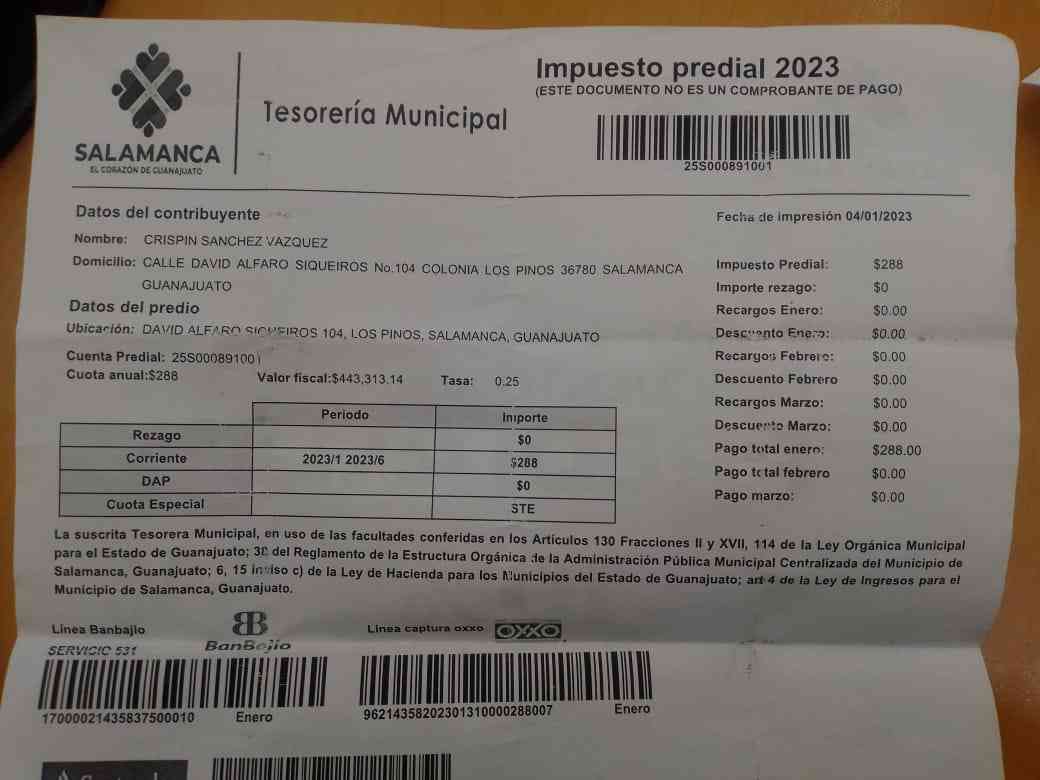 SALAMANCA
EL CORAZÓN DE GUANAJUATO
Tesorería Municipal
Impuesto predial 2023
(ESTE DOCUMENTO NO ES UN COMPROBANTE DE PAGO)
25S000891001
Datos del contribuyente
Fecha de impresión 04/01/2023
Nombre: CRISPIN SANCHEZ VAZQUEZ
Domicilio: CALLE DAVID ALFARO SIQUEIROS No.104 COLONIA LOS PINOS 36780 SALAMANCA
GUANAJUATO
Datos del predio
Ubicación: DAVID ALFARO SIQUEIROS 104, LOS PINOS, SALAMANCA, GUANAJUATO
Cuenta Predial: 25S000891001
Cuota anual:$288 Valor fiscal:$443,313.14 Tasa: 0.25
Impuesto Predial: $288
Importe rezago: $0
Recargos Enero: $0.00
Descuento Enero: $0.00
Recargos Febrero: $0.00
Descuento Febrero $0.00
Recargos Marzo: $0.00
Descuento Marzo: $0.00
Pago total enero: $288.00
Pago total febrero $0.00
Pago marzo: $0.00
Periodo Importe
Rezago $0
Corriente 2023/1 2023/6 $288
DAP $0
Cuota Especial STE
La suscrita Tesorera Municipal, en uso de las facultades conferidas en los Artículos 130 Fracciones II y XVII, 114 de la Ley Orgánica Municipal
para el Estado de Guanajuato; 38 del Reglamento de la Estructura Orgánica de la Administración Pública Municipal Centralizada del Municipio de
Salamanca, Guanajuato; 6, 15 inciso c) de la Ley de Hacienda para los Municipios del Estado de Guanajuato; art 4 de la Ley de Ingresos para el
Municipio de Salamanca, Guanajuato.
Linea Banbajio
BanBajio
SERVICIO 531
Linea captura oxxo OXXO
17000021435837500010 Enero
96214358202301310000288007 Enero